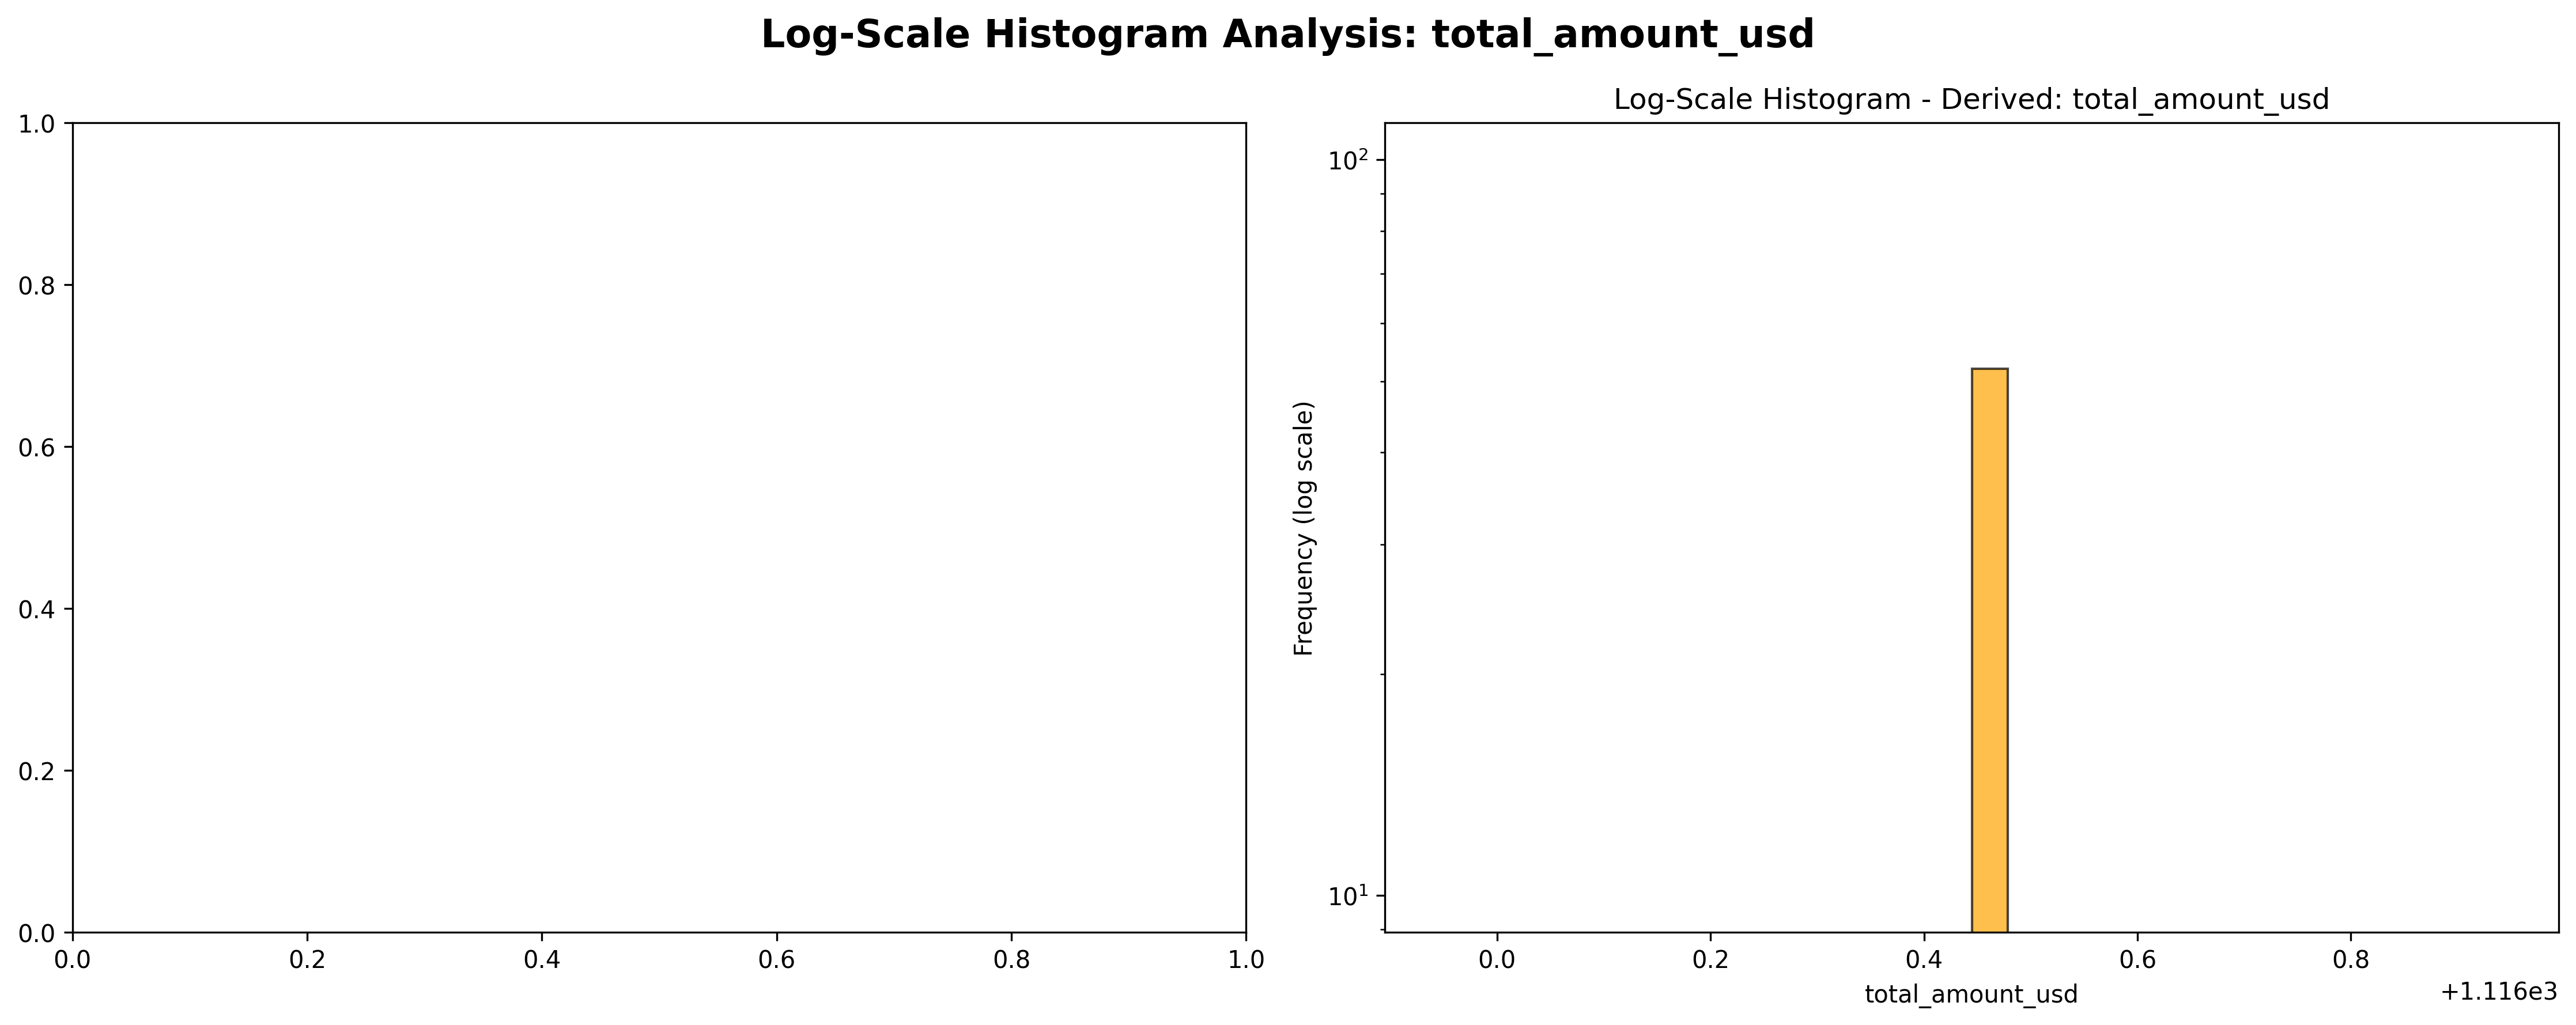 Log-Scale Histogram Analysis: total_amount_usd
1.0
0.8
0.6
0.4
0.2
0.0
0.0 0.2 0.4 0.6 0.8 1.0
Log-Scale Histogram - Derived: total_amount_usd
Frequency (log scale)
10²
10¹
0.0 0.2 0.4 0.6 0.8
total_amount_usd
+1.116e3